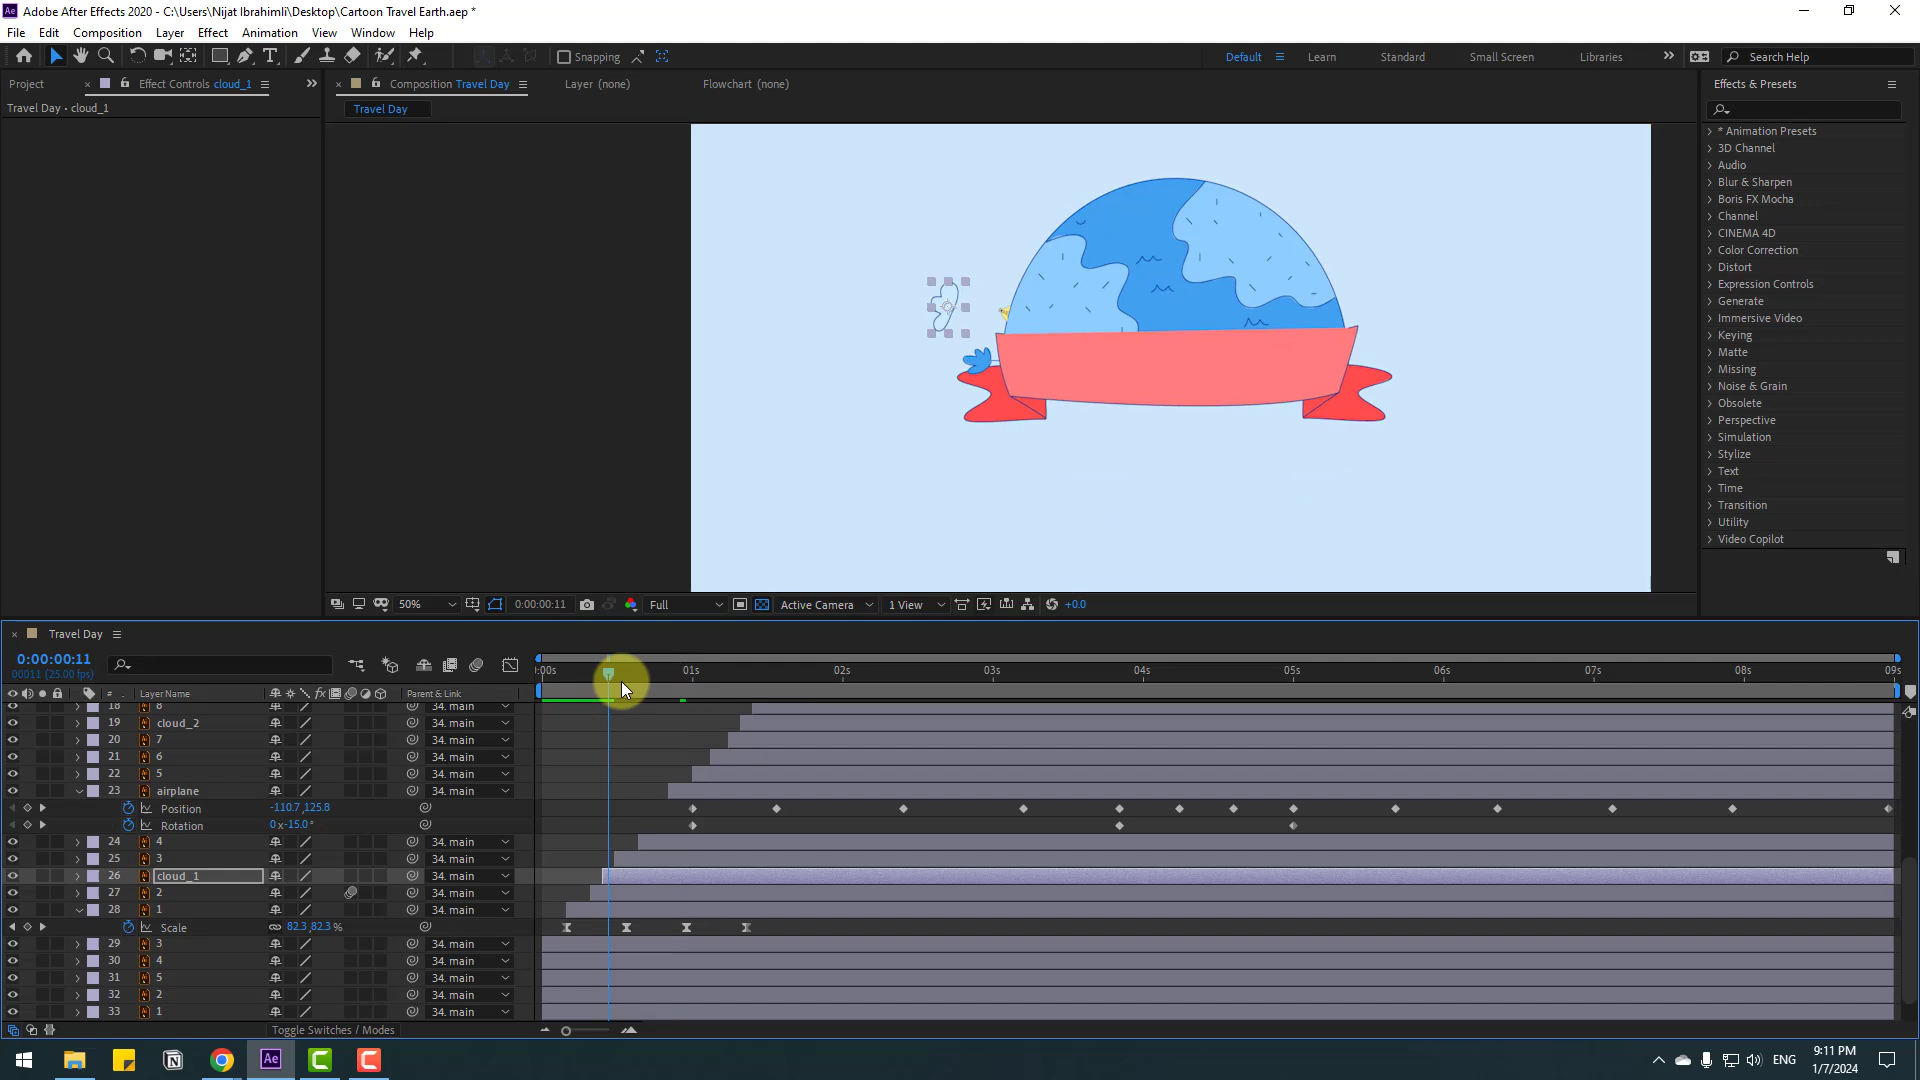 Adobe After Effects 2020 - C:\Users\Nijat Ibrahimli\Desktop\Cartoon Travel Earth.aep *
File Edit Composition Layer Effect Animation View Window Help
Snapping
Default Learn Standard Small Screen Libraries Search Help
Project Effect Controls cloud_1
Composition Travel Day Layer (none) Flowchart (none)
Effects & Presets
Travel Day • cloud_1
Travel Day
* Animation Presets
3D Channel
Audio
Blur & Sharpen
Boris FX Mocha
Channel
CINEMA 4D
Color Correction
Distort
Expression Controls
Generate
Immersive Video
Keying
Matte
Missing
Noise & Grain
Obsolete
Perspective
Simulation
Stylize
Text
Time
Transition
Utility
Video Copilot
50% 0:00:00:11 Full Active Camera 1 View +0.0
Travel Day
0:00:00:11
00011 (25.00 fps)
:00s 01s 02s 03s 04s 05s 06s 07s 08s 09s
# Layer Name Parent & Link
18 8 34. main
19 cloud_2 34. main
20 7 34. main
21 6 34. main
22 5 34. main
23 airplane 34. main
Position -110.7,125.8
Rotation 0x-15.0°
24 4 34. main
25 3 34. main
26 cloud_1 34. main
27 2 34. main
28 1 34. main
Scale 82.3,82.3%
29 3 34. main
30 4 34. main
31 5 34. main
32 2 34. main
33 1 34. main
Toggle Switches / Modes
ENG
9:11 PM
1/7/2024